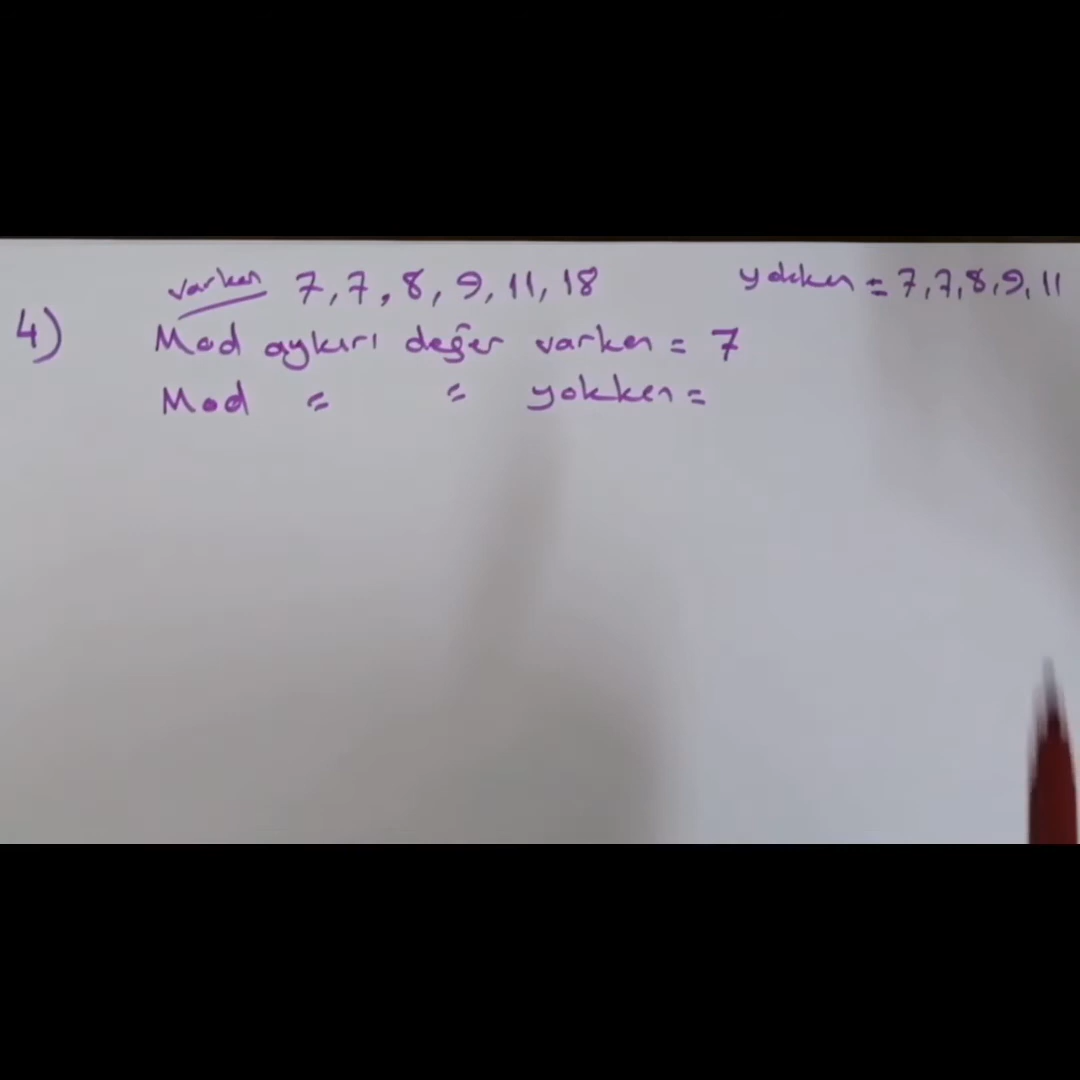 varken 7, 7, 8, 9, 11, 18 yokken = 7, 7, 8, 9, 11
4) Mod aykırı değer varken = 7
Mod " " yokken =